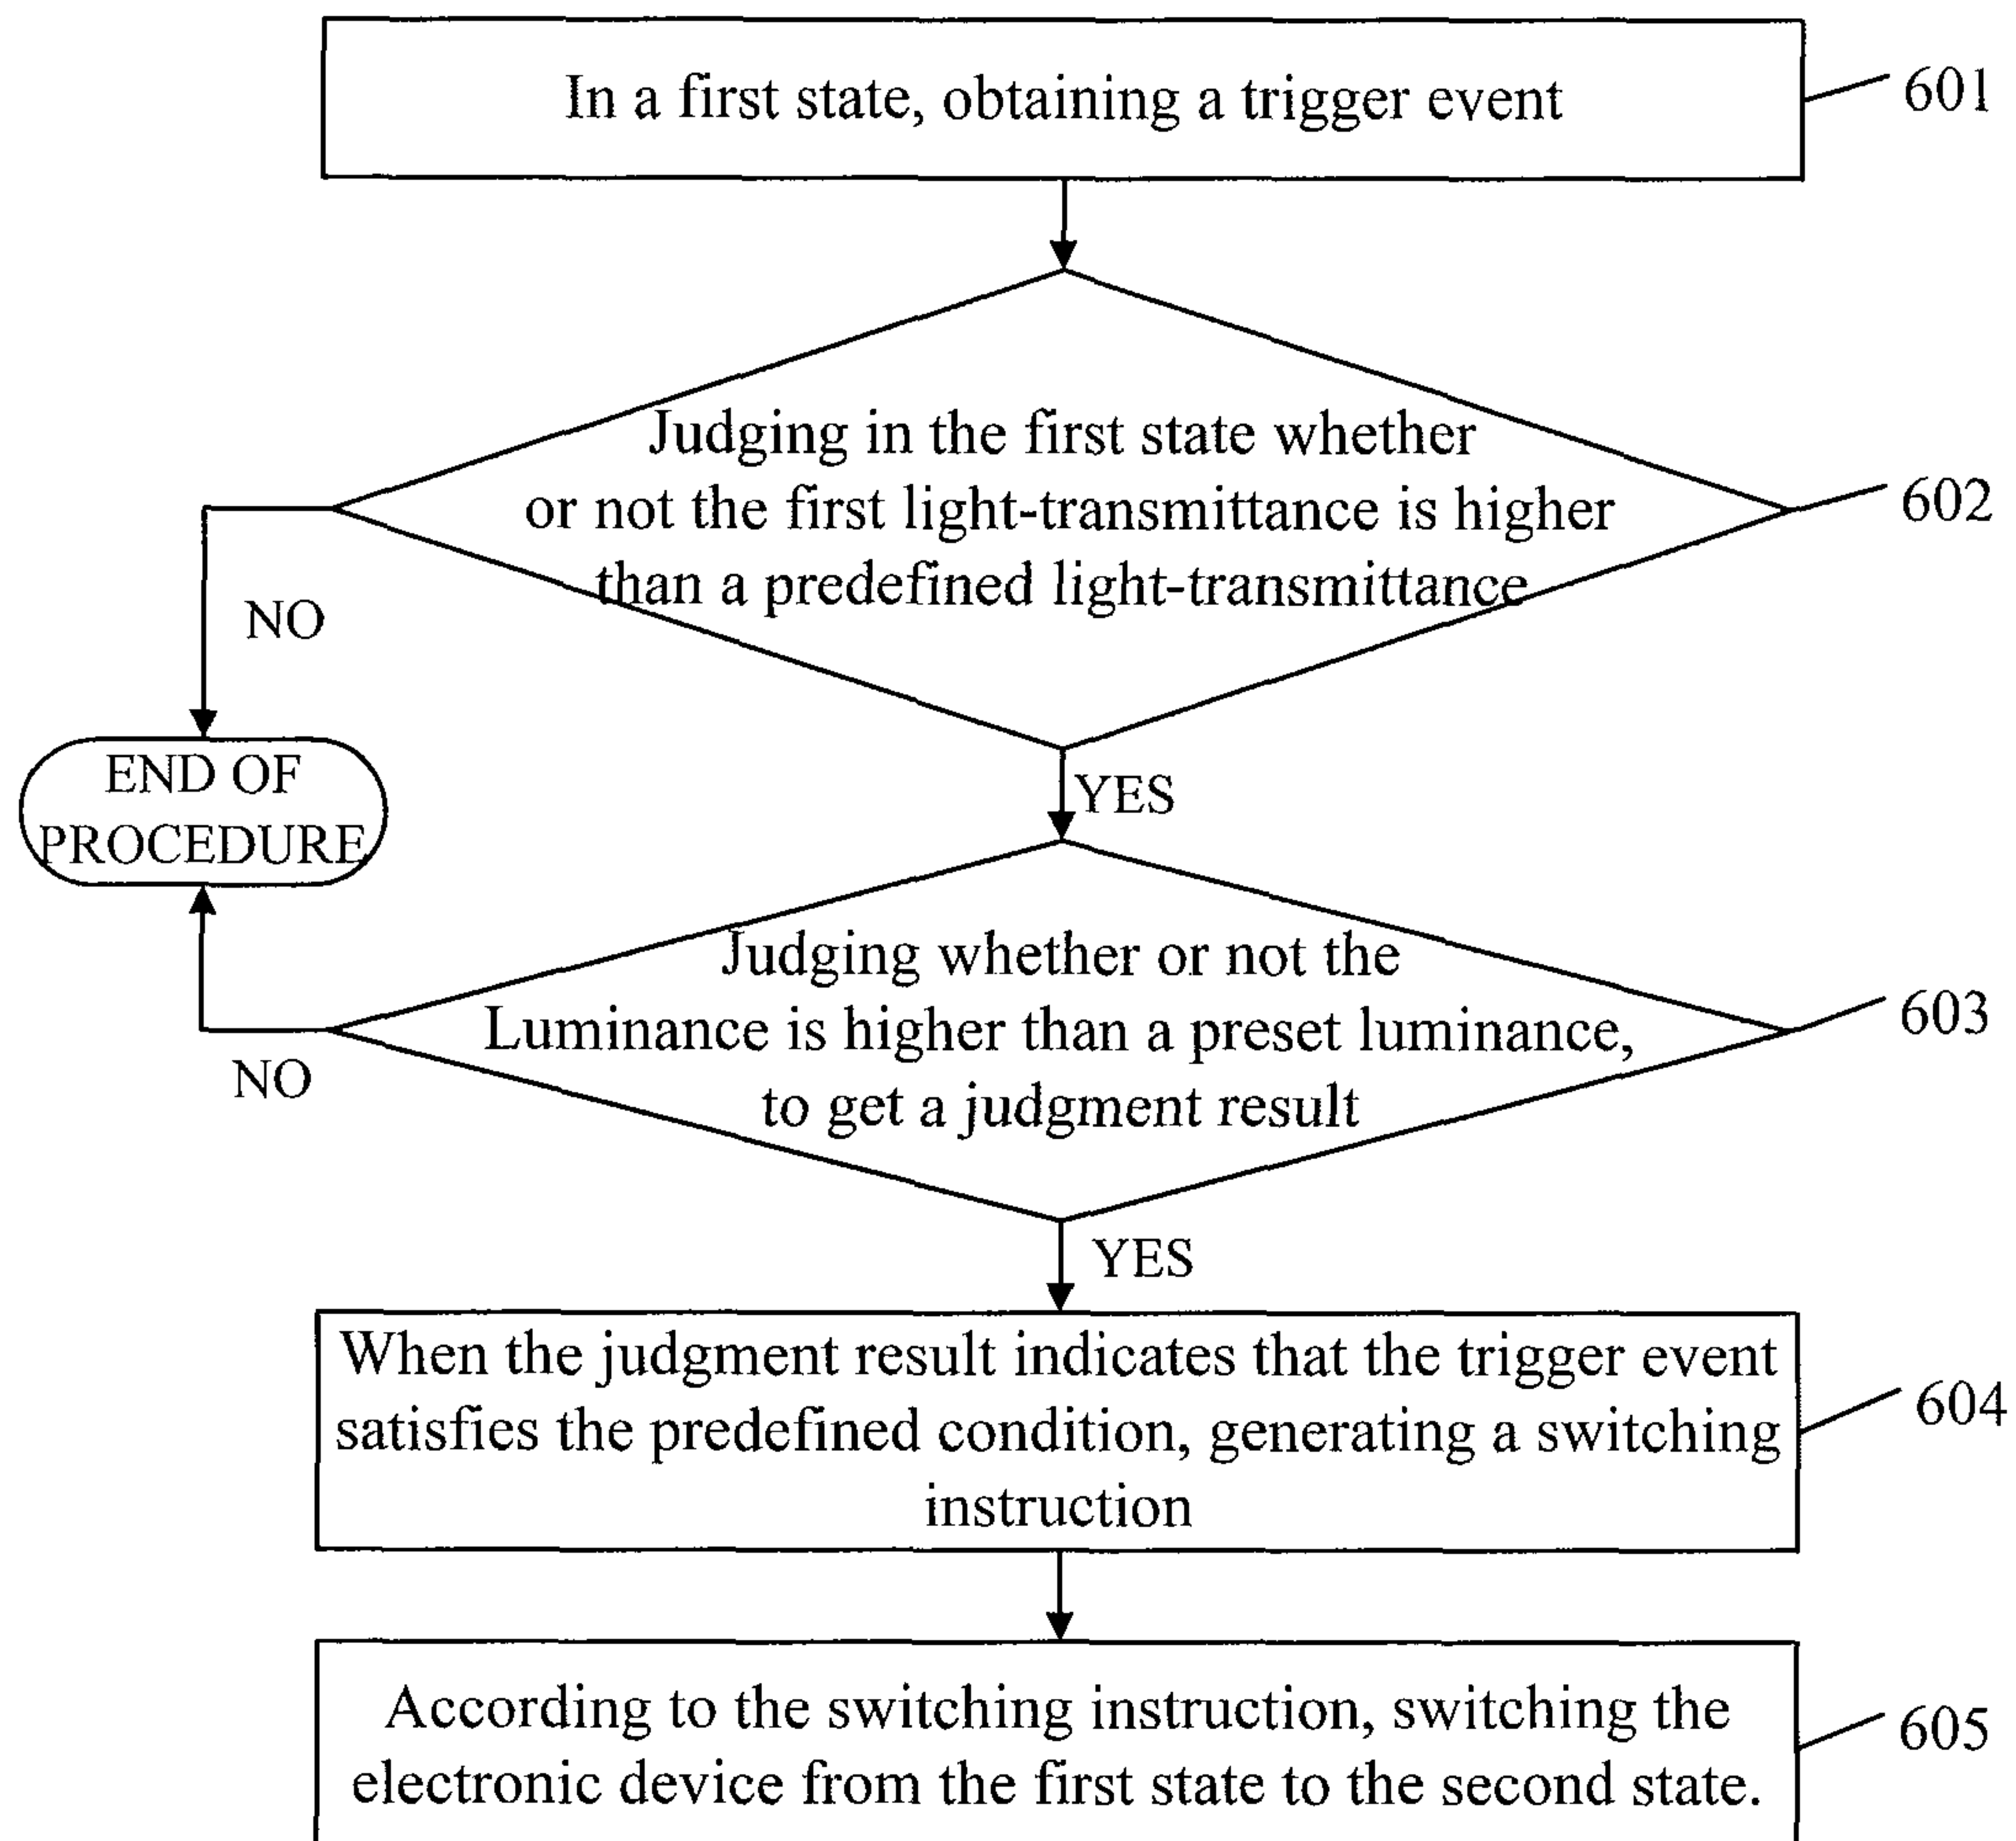 In a first state, obtaining a trigger event
601
Judging in the first state whether
or not the first light-transmittance is higher
than a predefined light-transmittance
602
NO
END OF
PROCEDURE
YES
Judging whether or not the
Luminance is higher than a preset luminance,
to get a judgment result
603
NO
YES
When the judgment result indicates that the trigger event
satisfies the predefined condition, generating a switching
instruction
604
According to the switching instruction, switching the
electronic device from the first state to the second state.
605